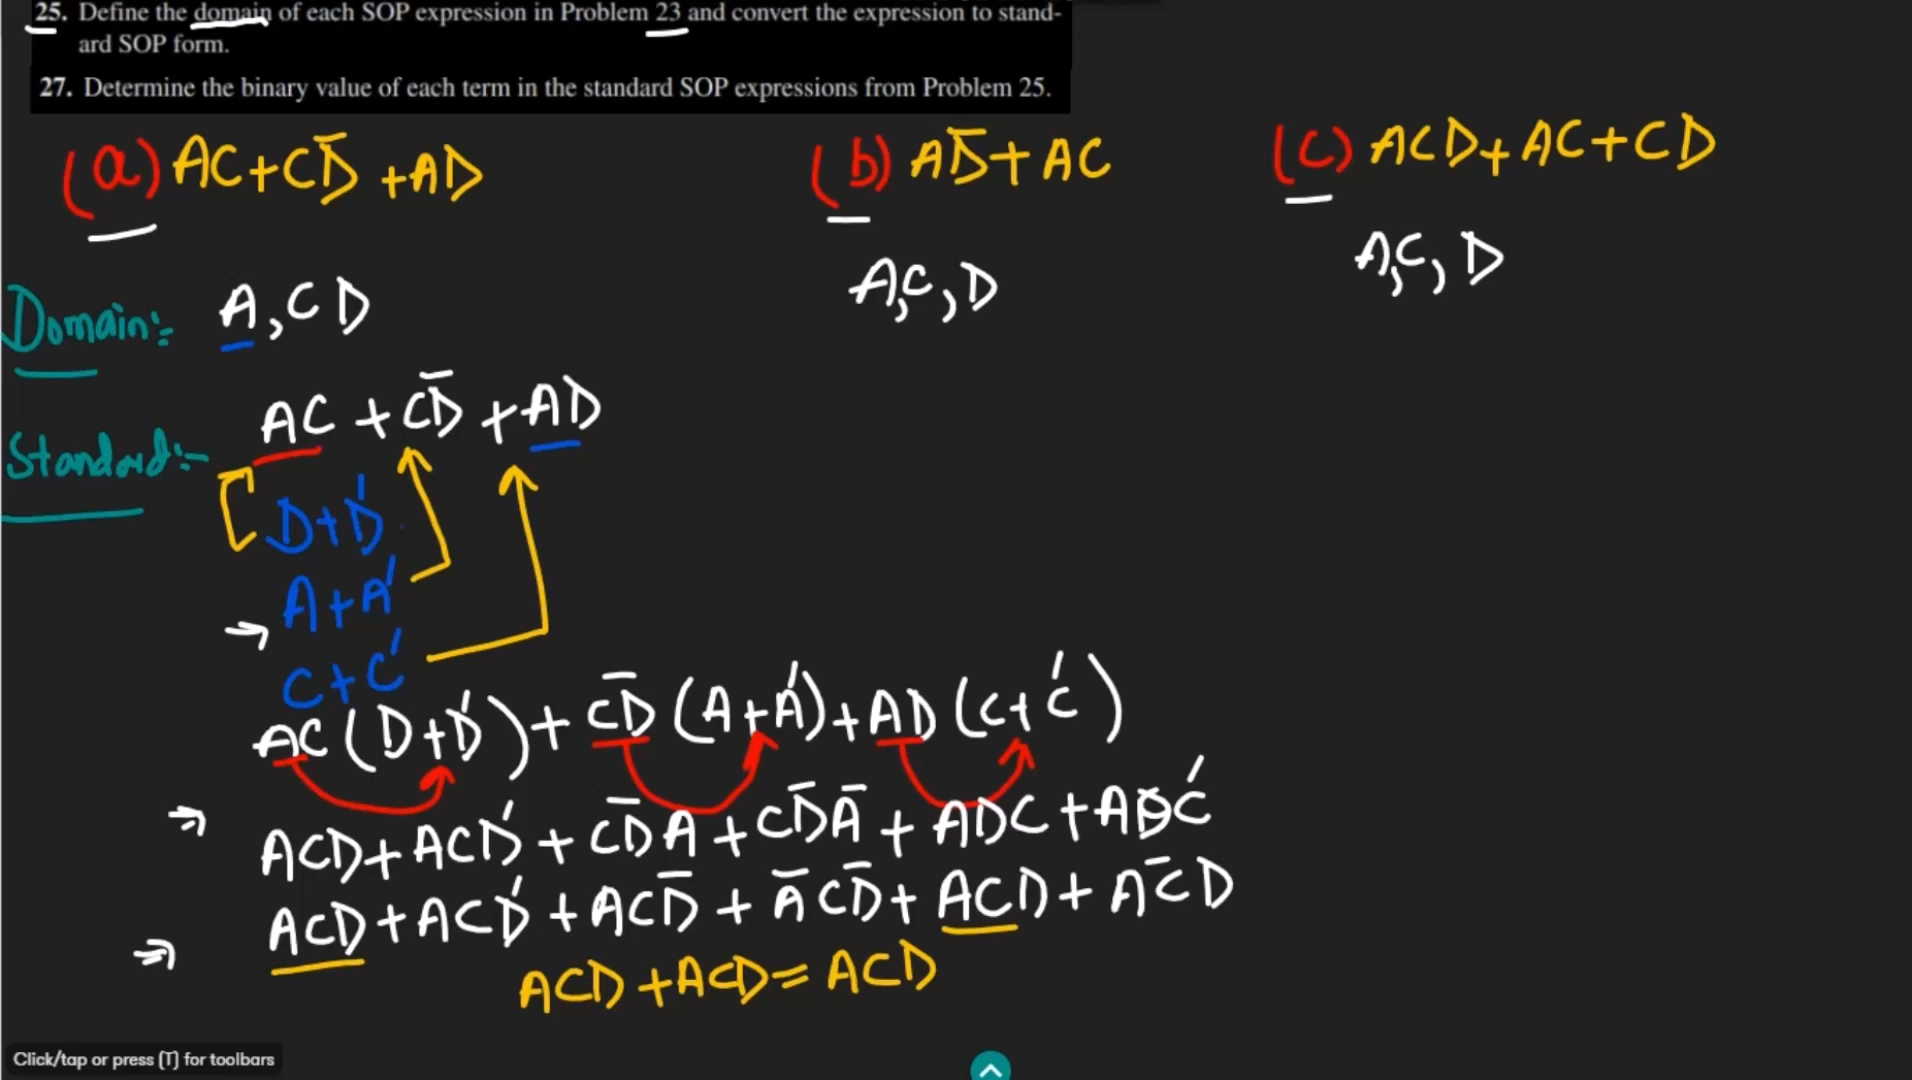 25. Define the domain of each SOP expression in Problem 23 and convert the expression to stand-
ard SOP form.
27. Determine the binary value of each term in the standard SOP expressions from Problem 25.
(a) AC+CD̅ +AD
(b) AD̅+AC
(c) ACD+AC+CD
Domain:- A,CD
A,C,D
A,C,D
Standard:- AC +CD̅ +AD
D+D'
A+A'
C+C'
AC(D+D')+CD̅(A+A')+AD(C+C')
ACD+ACD'+CD̅A+CD̅A̅+ADC+ADC'
ACD+ACD'+ACD̅+A̅CD̅+ACD+AC̅D
ACD+ACD=ACD
Click/tap or press (T) for toolbars